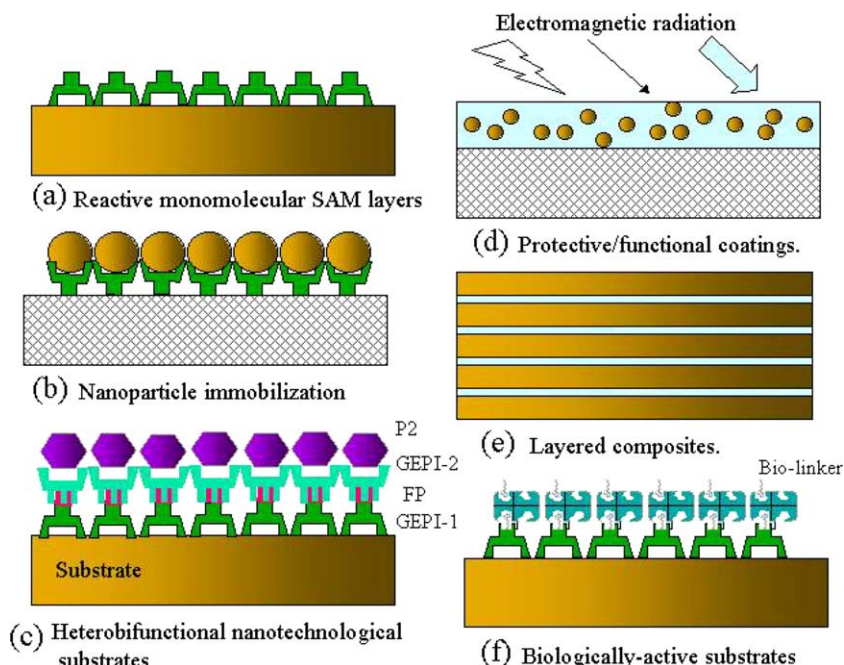 (a) Reactive monomolecular SAM layers
(b) Nanoparticle immobilization
P2
GEPI-2
FP
GEPI-1
Substrate
(c) Heterobifunctional nanotechnological
substrates
Electromagnetic radiation
(d) Protective/functional coatings.
(e) Layered composites.
Bio-linker
(f) Biologically-active substrates